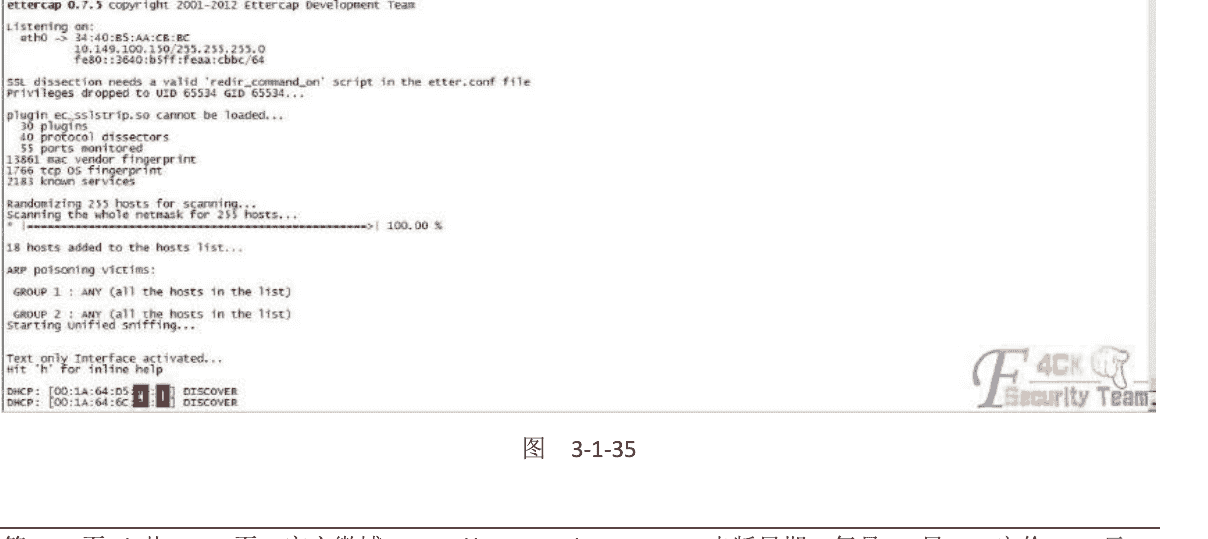 ettercap 0.7.5 copyright 2001-2012 Ettercap Development Team
Listening on:
eth0 -> 34:40:B5:AA:CB:BC
10.149.100.150/255.255.255.0
fe80::3640:b5ff:feaa:cbbc/64
SSL dissection needs a valid 'redir_command_on' script in the etter.conf file
Privileges dropped to UID 65534 GID 65534...
plugin ec_sslstrip.so cannot be loaded...
30 plugins
40 protocol dissectors
55 ports monitored
13861 mac vendor fingerprint
1766 tcp OS fingerprint
2183 known services
Randomizing 255 hosts for scanning...
Scanning the whole netmask for 255 hosts...
* |==================================================>| 100.00 %
18 hosts added to the hosts list...
ARP poisoning victims:
GROUP 1 : ANY (all the hosts in the list)
GROUP 2 : ANY (all the hosts in the list)
Starting Unified sniffing...
Text only Interface activated...
Hit 'h' for inline help
DHCP: [00:1A:64:D5: : ] DISCOVER
DHCP: [00:1A:64:6C: : ] DISCOVER
F4CK
Security Team
图 3-1-35